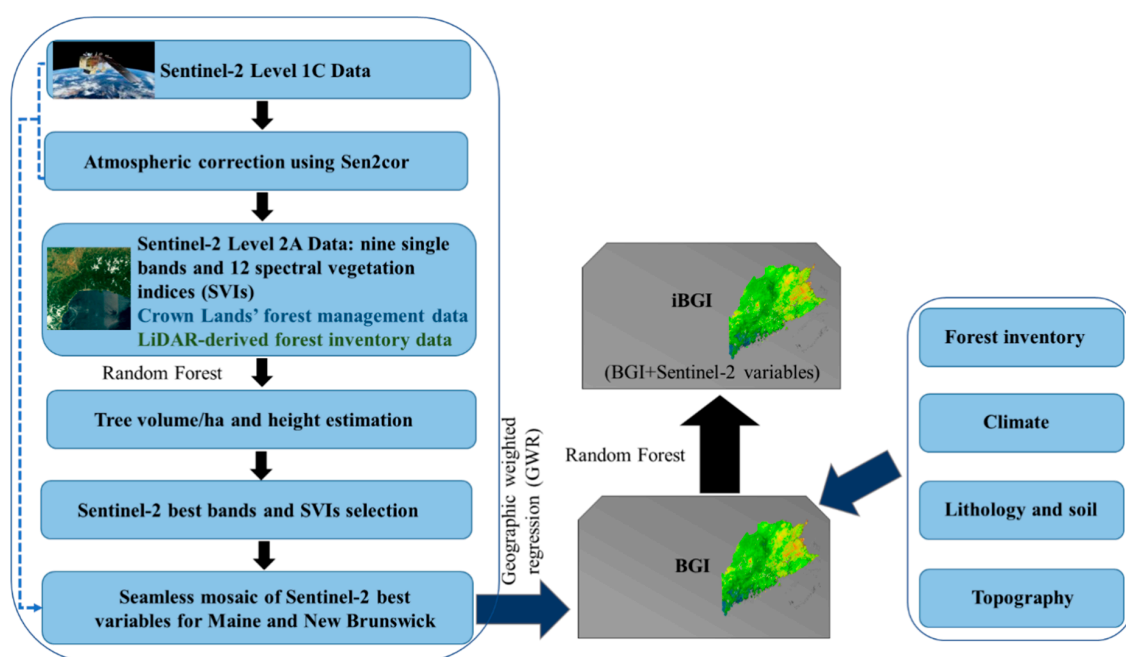 Sentinel-2 Level 1C Data
Atmospheric correction using Sen2cor
Sentinel-2 Level 2A Data: nine single
bands and 12 spectral vegetation
indices (SVIs)
Crown Lands' forest management data
LiDAR-derived forest inventory data
Random Forest
Tree volume/ha and height estimation
Sentinel-2 best bands and SVIs selection
Seamless mosaic of Sentinel-2 best
variables for Maine and New Brunswick
Geographic weighted
regression (GWR)
iBGI
(BGI+Sentinel-2 variables)
Random Forest
BGI
Forest inventory
Climate
Lithology and soil
Topography